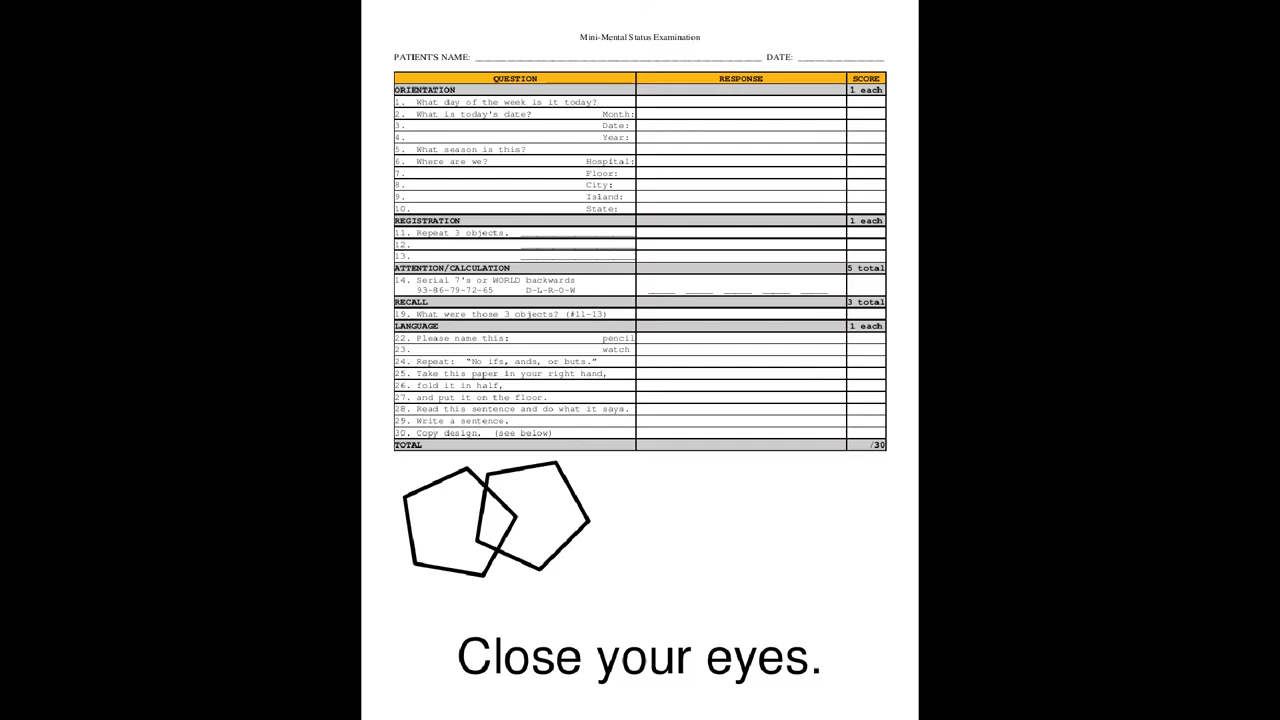 Mini-Mental Status Examination
PATIENT'S NAME: DATE:
QUESTION RESPONSE SCORE
ORIENTATION 1 each
1. What day of the week is it today?
2. What is today's date? Month:
3. Date:
4. Year:
5. What season is this?
6. Where are we? Hospital:
7. Floor:
8. City:
9. Island:
10. State:
REGISTRATION 1 each
11. Repeat 3 objects.
12.
13.
ATTENTION/CALCULATION 5 total
14. Serial 7's or WORLD backwards
93-86-79-72-65 D-L-R-O-W
RECALL 3 total
19. What were those 3 objects? (#11-13)
LANGUAGE 1 each
22. Please name this: pencil
23. watch
24. Repeat: “No ifs, ands, or buts.”
25. Take this paper in your right hand,
26. fold it in half,
27. and put it on the floor.
28. Read this sentence and do what it says.
29. Write a sentence.
30. Copy design. (see below)
TOTAL /30
Close your eyes.